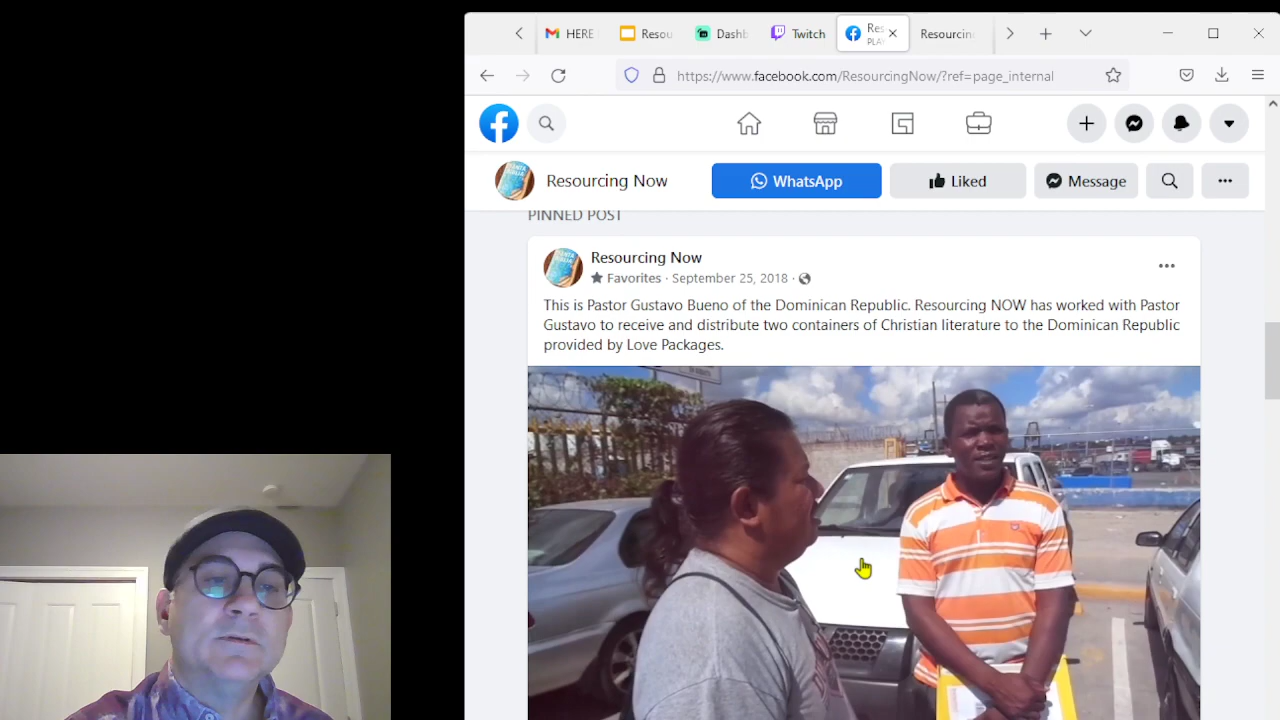 HERE
Resou
Dashb
Twitch
Res
PLAY
Resourcin
https://www.facebook.com/ResourcingNow/?ref=page_internal
Resourcing Now
WhatsApp
Liked
Message
PINNED POST
Resourcing Now
Favorites · September 25, 2018 ·
This is Pastor Gustavo Bueno of the Dominican Republic. Resourcing NOW has worked with Pastor
Gustavo to receive and distribute two containers of Christian literature to the Dominican Republic
provided by Love Packages.